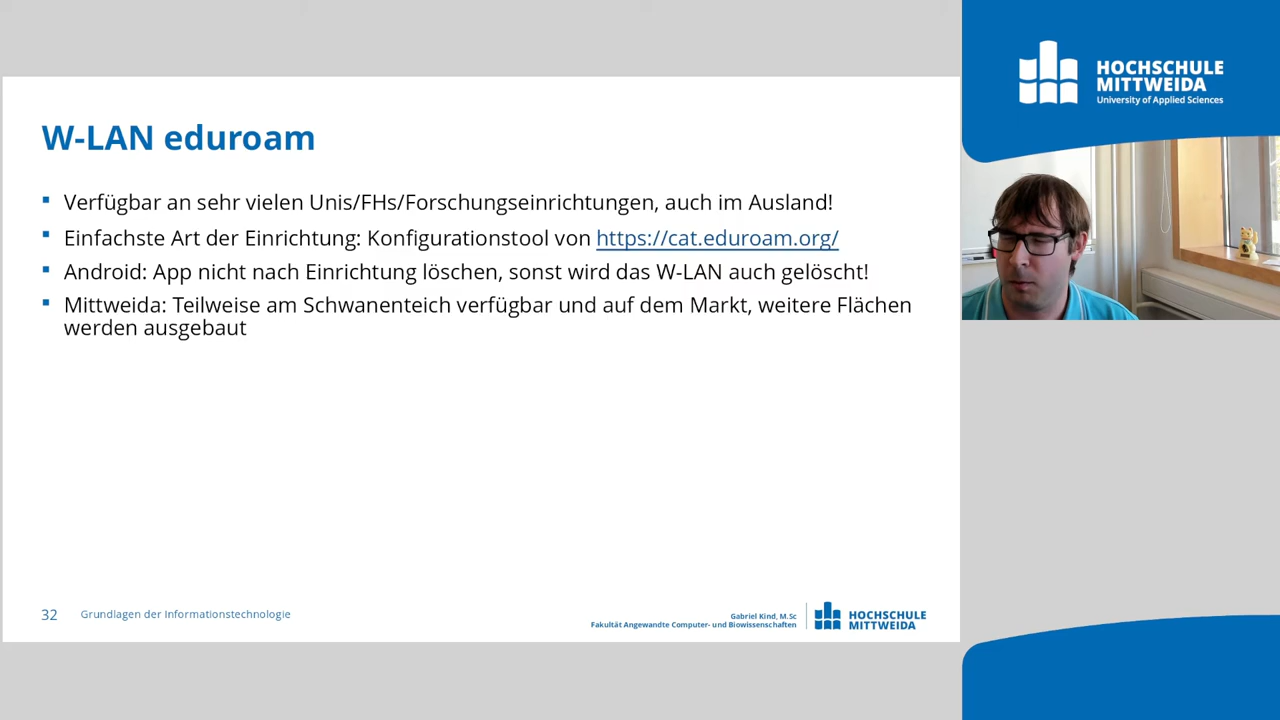 HOCHSCHULE
MITTWEIDA
University of Applied Sciences
W-LAN eduroam
Verfügbar an sehr vielen Unis/FHs/Forschungseinrichtungen, auch im Ausland!
Einfachste Art der Einrichtung: Konfigurationstool von https://cat.eduroam.org/
Android: App nicht nach Einrichtung löschen, sonst wird das W-LAN auch gelöscht!
Mittweida: Teilweise am Schwanenteich verfügbar und auf dem Markt, weitere Flächen
werden ausgebaut
32 Grundlagen der Informationstechnologie
Gabriel Kind, M.Sc
Fakultät Angewandte Computer- und Biowissenschaften
HOCHSCHULE
MITTWEIDA